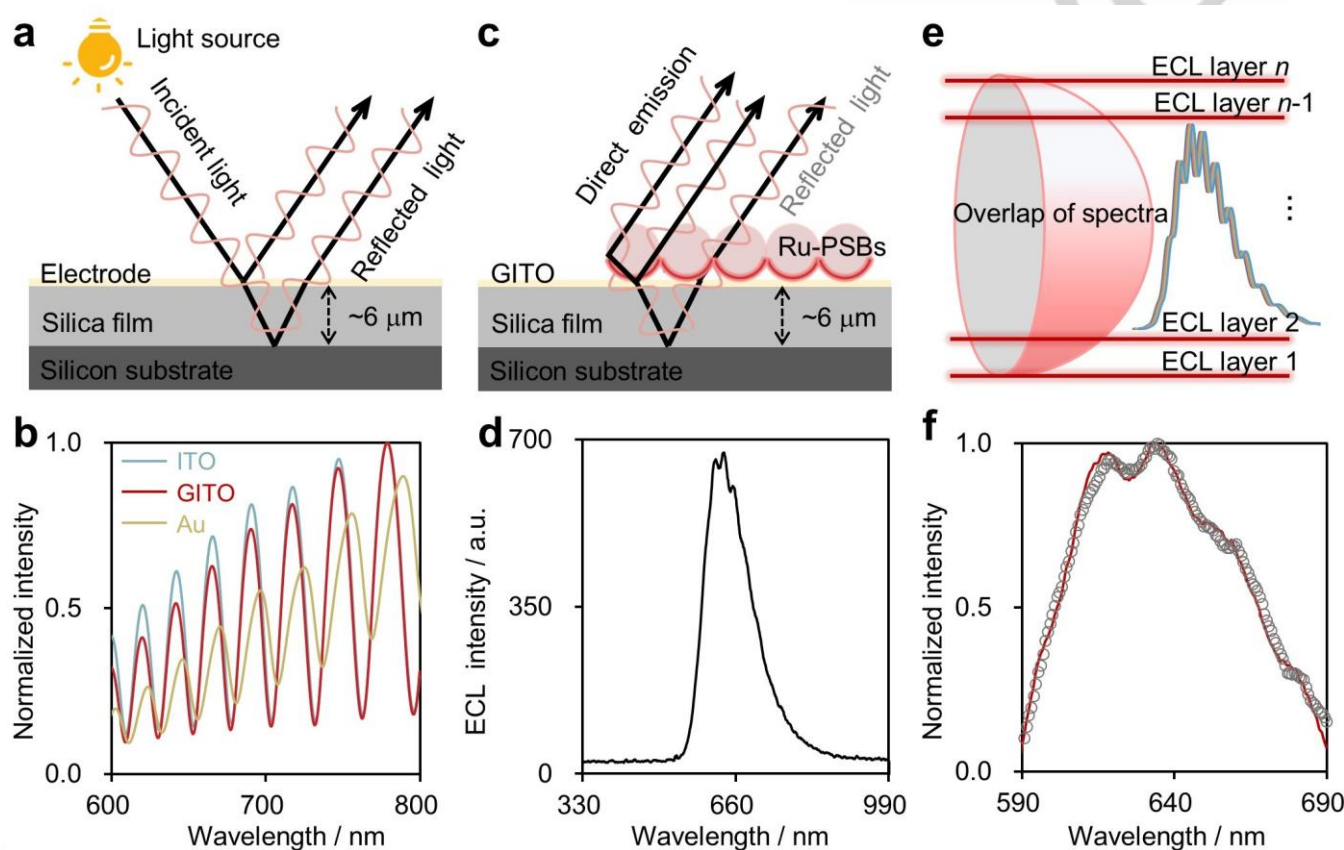 a
Light source
Incident light
Reflected light
Electrode
Silica film
~6 μm
Silicon substrate
c
Direct emission
Reflected light
Ru-PSBs
GITO
Silica film
~6 μm
Silicon substrate
e
ECL layer n
ECL layer n-1
Overlap of spectra
⋮
ECL layer 2
ECL layer 1
b
Normalized intensity
1.0
0.5
0.0
ITO
GITO
Au
600
700
800
Wavelength / nm
d
ECL intensity / a.u.
700
350
0
330
660
990
Wavelength / nm
f
Normalized intensity
1.0
0.5
0.0
590
640
690
Wavelength / nm